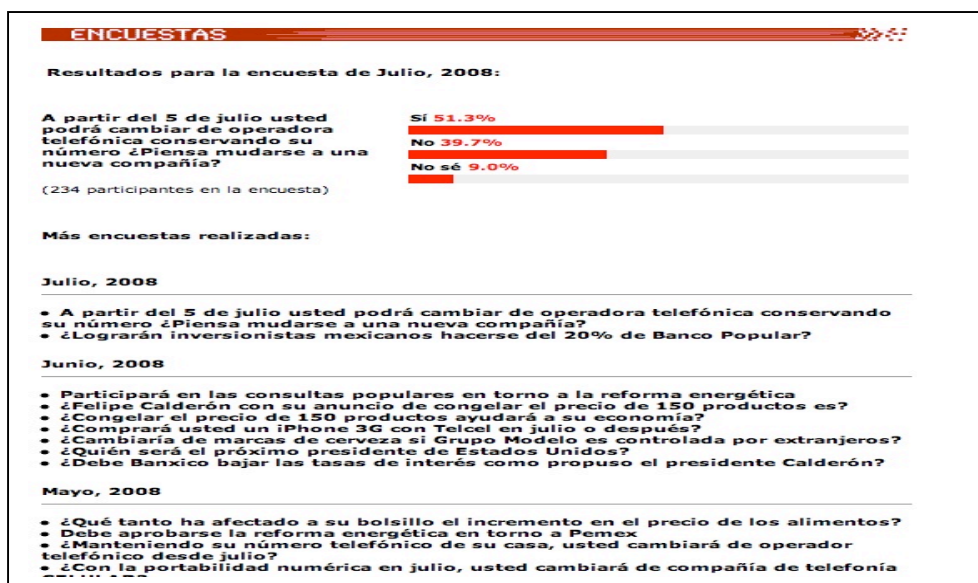 ENCUESTAS
Resultados para la encuesta de Julio, 2008:
A partir del 5 de julio usted
podrá cambiar de operadora
telefónica conservando su
número ¿Piensa mudarse a una
nueva compañía?
(234 participantes en la encuesta)
Sí 51.3%
No 39.7%
No sé 9.0%
Más encuestas realizadas:
Julio, 2008
• A partir del 5 de julio usted podrá cambiar de operadora telefónica conservando
su número ¿Piensa mudarse a una nueva compañía?
• ¿Lograrán inversionistas mexicanos hacerse del 20% de Banco Popular?
Junio, 2008
• Participará en las consultas populares en torno a la reforma energética
• ¿Felipe Calderón con su anuncio de congelar el precio de 150 productos es?
• ¿Congelar el precio de 150 productos ayudará a su economía?
• ¿Comprará usted un iPhone 3G con Telcel en julio o después?
• ¿Cambiaría de marcas de cerveza si Grupo Modelo es controlada por extranjeros?
• ¿Quién será el próximo presidente de Estados Unidos?
• ¿Debe Banxico bajar las tasas de interés como propuso el presidente Calderón?
Mayo, 2008
• ¿Qué tanto ha afectado a su bolsillo el incremento en el precio de los alimentos?
• Debe aprobarse la reforma energética en torno a Pemex
• ¿Manteniendo su número telefónico de su casa, usted cambiará de operador
telefónico desde julio?
• ¿Con la portabilidad numérica en julio, usted cambiará de compañía de telefonía